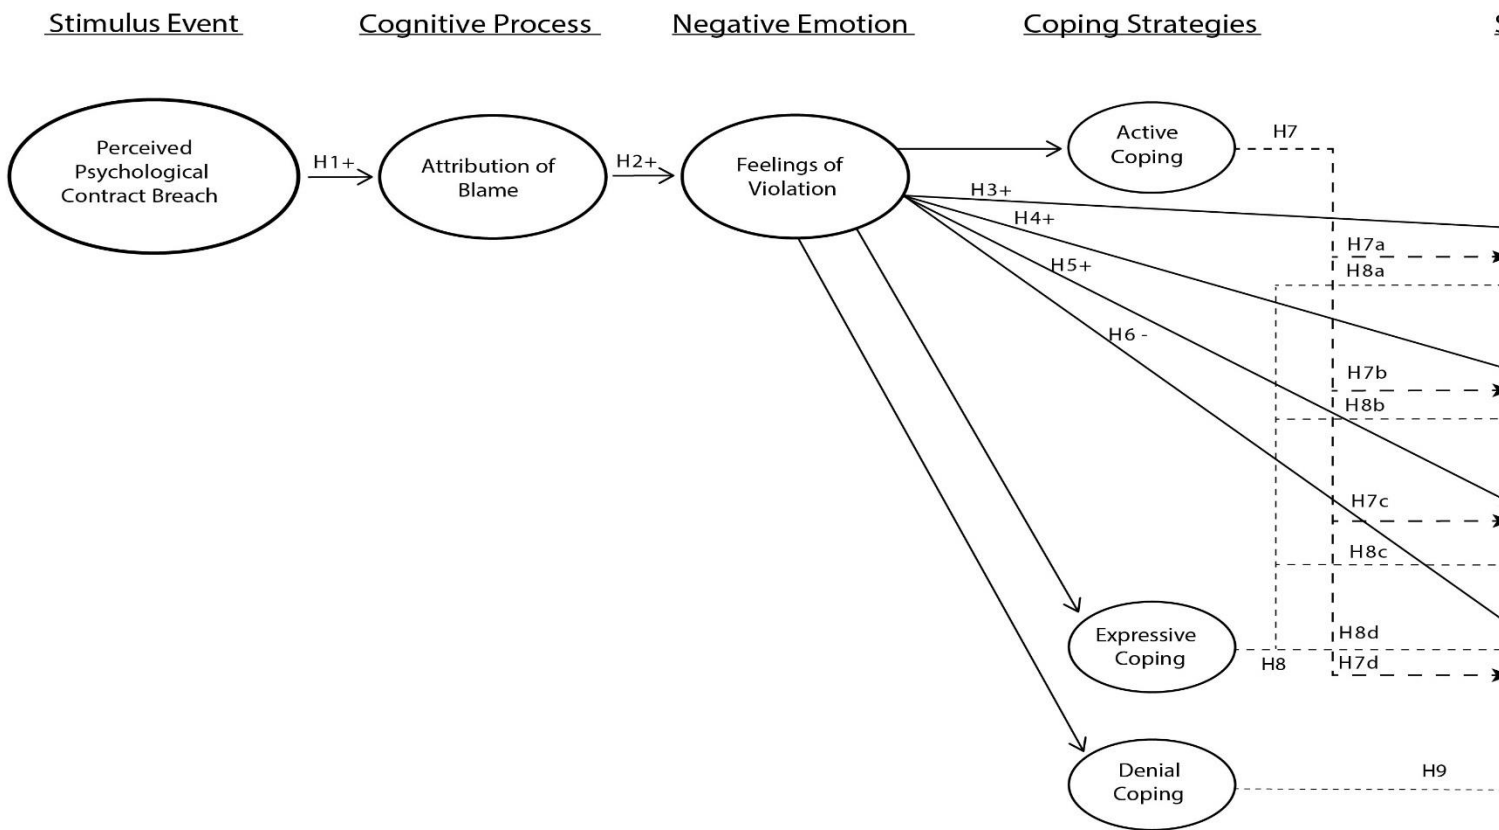 Stimulus Event
Cognitive Process
Negative Emotion
Coping Strategies
S
Perceived
Psychological
Contract Breach
H1+
Attribution of
Blame
H2+
Feelings of
Violation
Active
Coping
H7
H3+
H4+
H5+
H6 -
H7a
H8a
H7b
H8b
H7c
H8c
Expressive
Coping
H8
H8d
H7d
Denial
Coping
H9